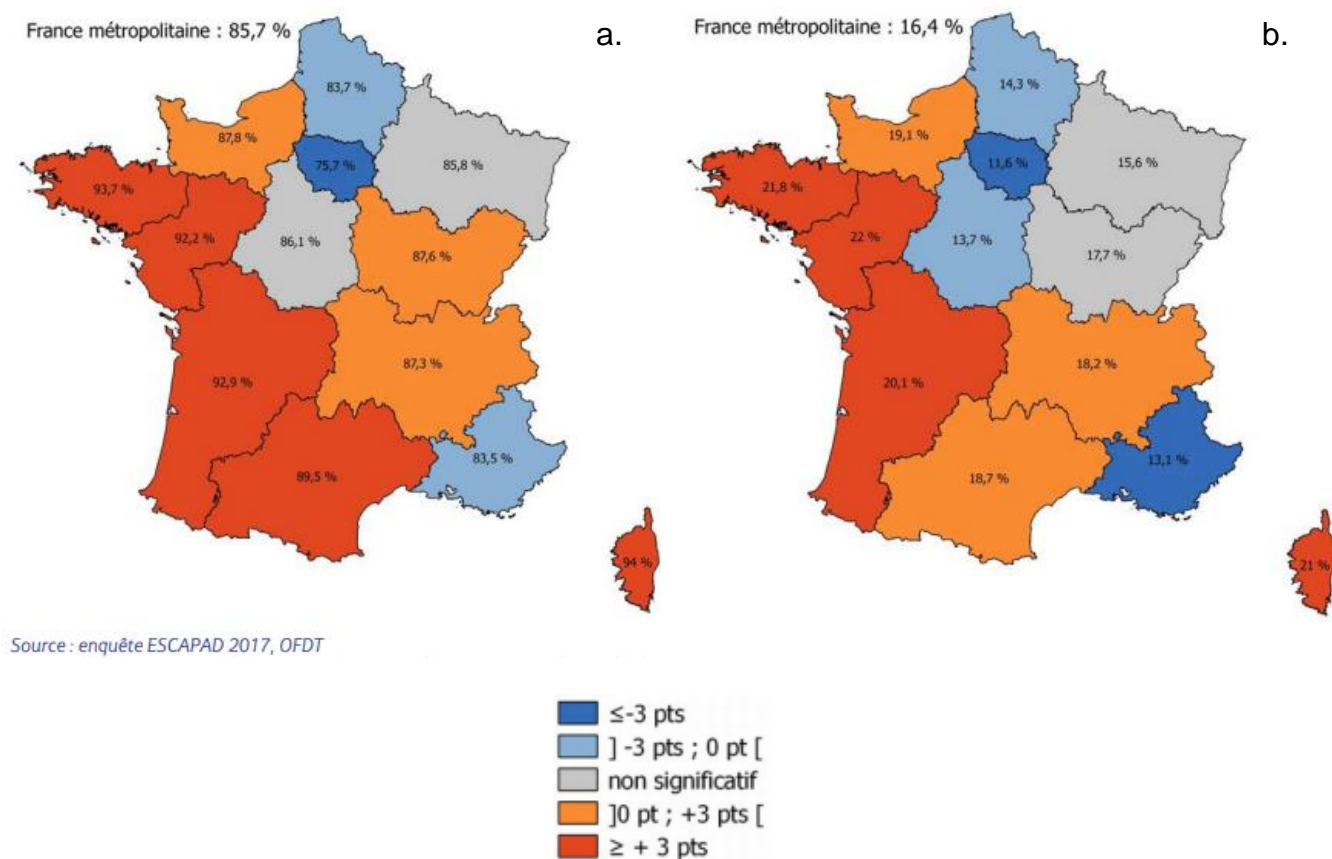 France métropolitaine : 85,7 %
a.
83,7 %
87,8 %
75,7 %
85,8 %
93,7 %
92,2 %
86,1 %
87,6 %
92,9 %
87,3 %
89,5 %
83,5 %
94 %
France métropolitaine : 16,4 %
b.
14,3 %
19,1 %
11,6 %
15,6 %
21,8 %
22 %
13,7 %
17,7 %
20,1 %
18,2 %
18,7 %
13,1 %
21 %
Source : enquête ESCAPAD 2017, OFDT
≤-3 pts
] -3 pts ; 0 pt [
non significatif
]0 pt ; +3 pts [
≥ + 3 pts